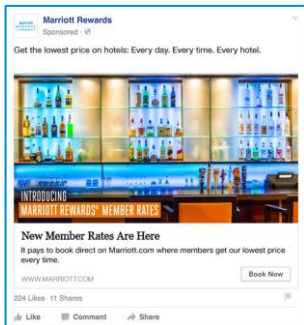 Marriott Rewards
Sponsored ·
Get the lowest price on hotels: Every day. Every time. Every hotel.
INTRODUCING
MARRIOTT REWARDS® MEMBER RATES
New Member Rates Are Here
It pays to book direct on Marriott.com where members get our lowest price
every time.
WWW.MARRIOTT.COM
Book Now
224 Likes 11 Shares
Like Comment Share